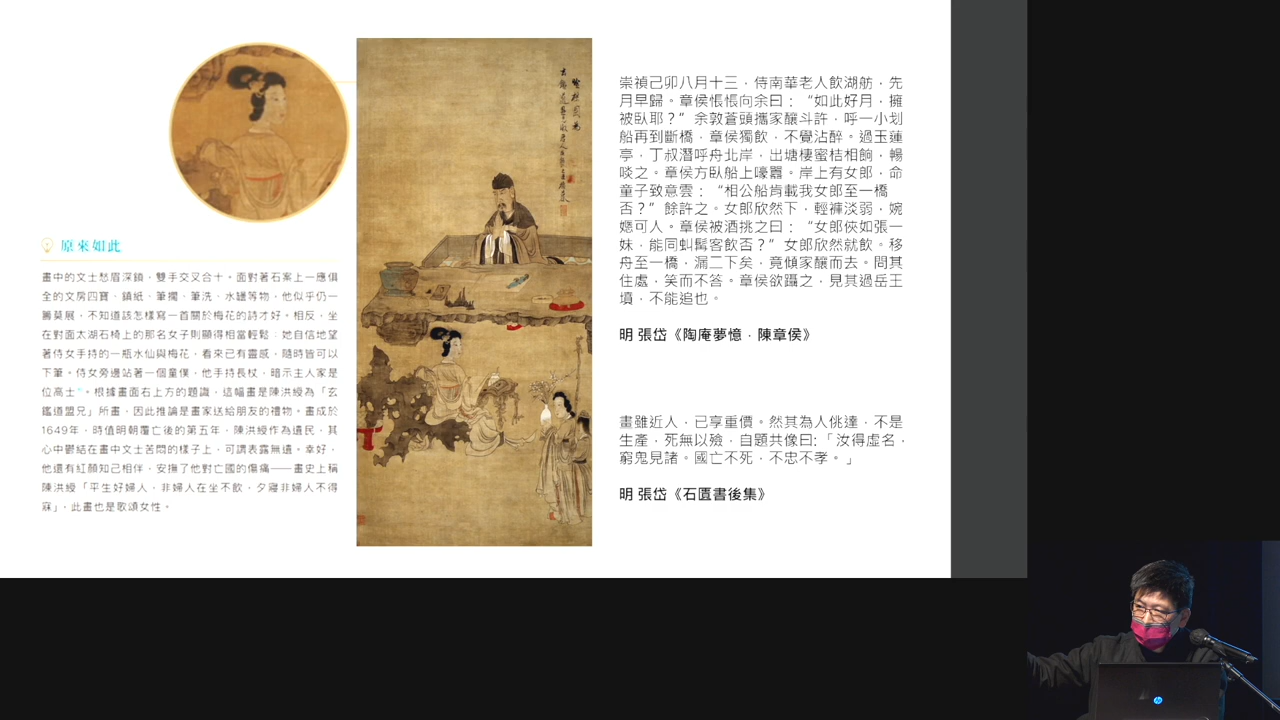 原來如此
畫中的文士愁眉深鎖，雙手交叉合十。面對著石案上一應俱
全的文房四寶、鎮紙、筆擱、筆洗、水罐等物，他似乎仍一
籌莫展，不知道該怎樣寫一首關於梅花的詩才好。相反，坐
在對面太湖石椅上的那名女子則顯得相當輕鬆：她自信地望
著侍女手持的一瓶水仙與梅花，看來已有靈感，隨時皆可以
下筆。侍女旁邊站著一個童僕，他手持長杖，暗示主人家是
位高士。根據畫面右上方的題識，這幅畫是陳洪綬為「玄
鑑道盟兄」所畫，因此推論是畫家送給朋友的禮物。畫成於
1649年，時值明朝覆亡後的第五年，陳洪綬作為遺民，其
心中鬱結在畫中文士苦悶的樣子上，可謂表露無遺。幸好，
他還有紅顏知己相伴，安撫了他對亡國的傷痛——畫史上稱
陳洪綬「平生好婦人，非婦人在坐不飲，夕寢非婦人不得
寐」，此畫也是歌頌女性。
崇禎己卯八月十三，侍南華老人飲湖舫，先
月早歸。章侯悵悵向余曰：“如此好月，擁
被臥耶？”余敦蒼頭攜家釀斗許，呼一小划
船再到斷橋，章侯獨飲，不覺沾醉。過玉蓮
亭，丁叔潛呼舟北岸，出塘棲蜜桔相餉，暢
啖之。章侯方臥船上嚎囂。岸上有女郎，命
童子致意雲：“相公船肯載我女郎至一橋
否？”餘許之。女郎欣然下，輕褲淡弱，婉
嫕可人。章侯被酒挑之曰：“女郎俠如張一
妹，能同虯髯客飲否？”女郎欣然就飲。移
舟至一橋，漏二下矣，竟傾家釀而去。問其
住處，笑而不答。章侯欲躡之，見其過岳王
墳，不能追也。
明 張岱《陶庵夢憶．陳章侯》
畫雖近人，已享重價。然其為人佻達，不是
生產，死無以殮，自題共像曰:「汝得虛名，
窮鬼見諸。國亡不死，不忠不孝。」
明 張岱《石匱書後集》